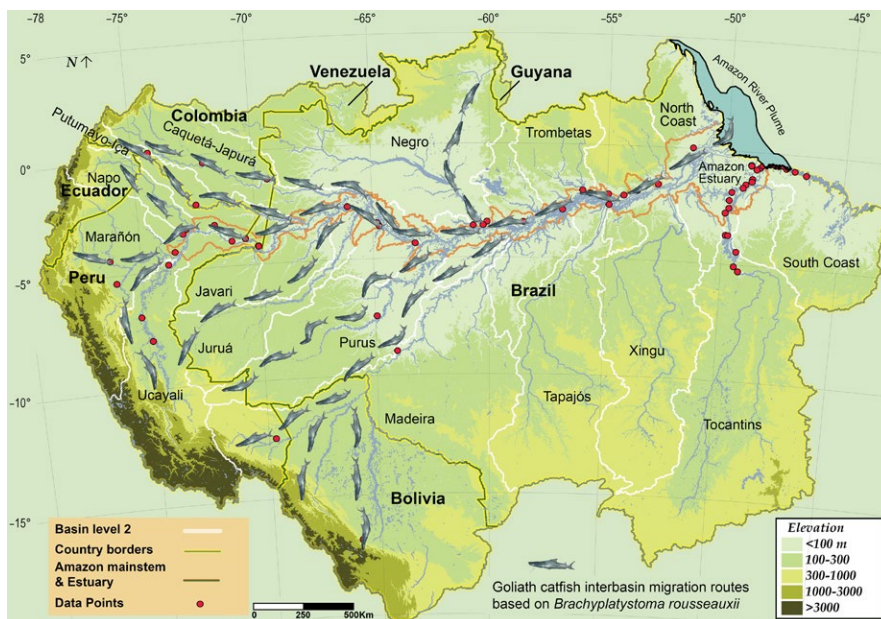 -78° -75° -70° -65° -60° -55° -50° -45°
5°
N↑
Venezuela
Guyana
Amazon River Plume
Colombia
North
Coast
Putumayo-Içá
Caquetá-Japurá
Negro
Trombetas
0°
Napo
Ecuador
Amazon
Estuary
Marañón
Peru
South Coast
-5°
Javari
Brazil
Juruá
Purus
Xingu
Ucayali
Tapajós
-10°
Madeira
Tocantins
Bolivia
-15°
Basin level 2
Country borders
Amazon mainstem
& Estuary
Data Points
0 250 500Km
Goliath catfish interbasin migration routes
based on Brachyplatystoma rousseauxii
Elevation
<100 m
100-300
300-1000
1000-3000
>3000